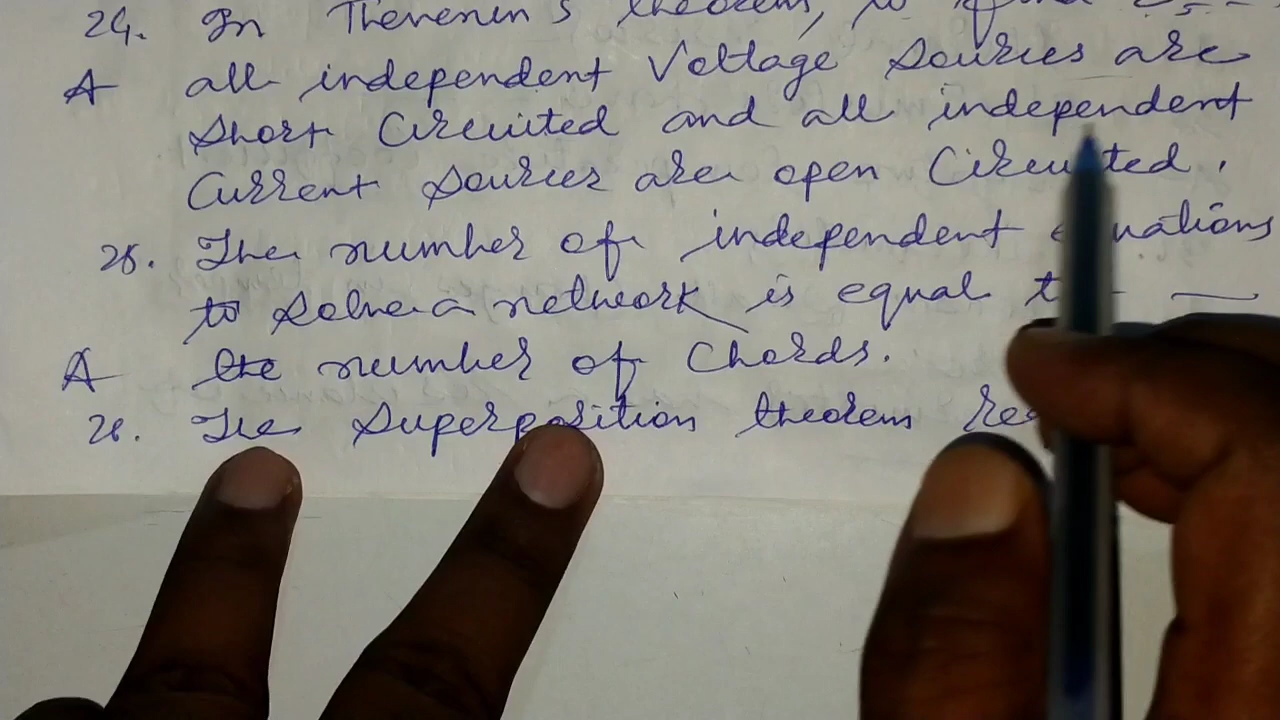 24. In Thevenin's theorem, to find
A all independent Voltage Sources are
Short Circuited and all independent
Current Sources are open Circuited.
25. The number of independent equations
to Solve a network is equal to —
A the number of Chords.
26. The Superposition theorem